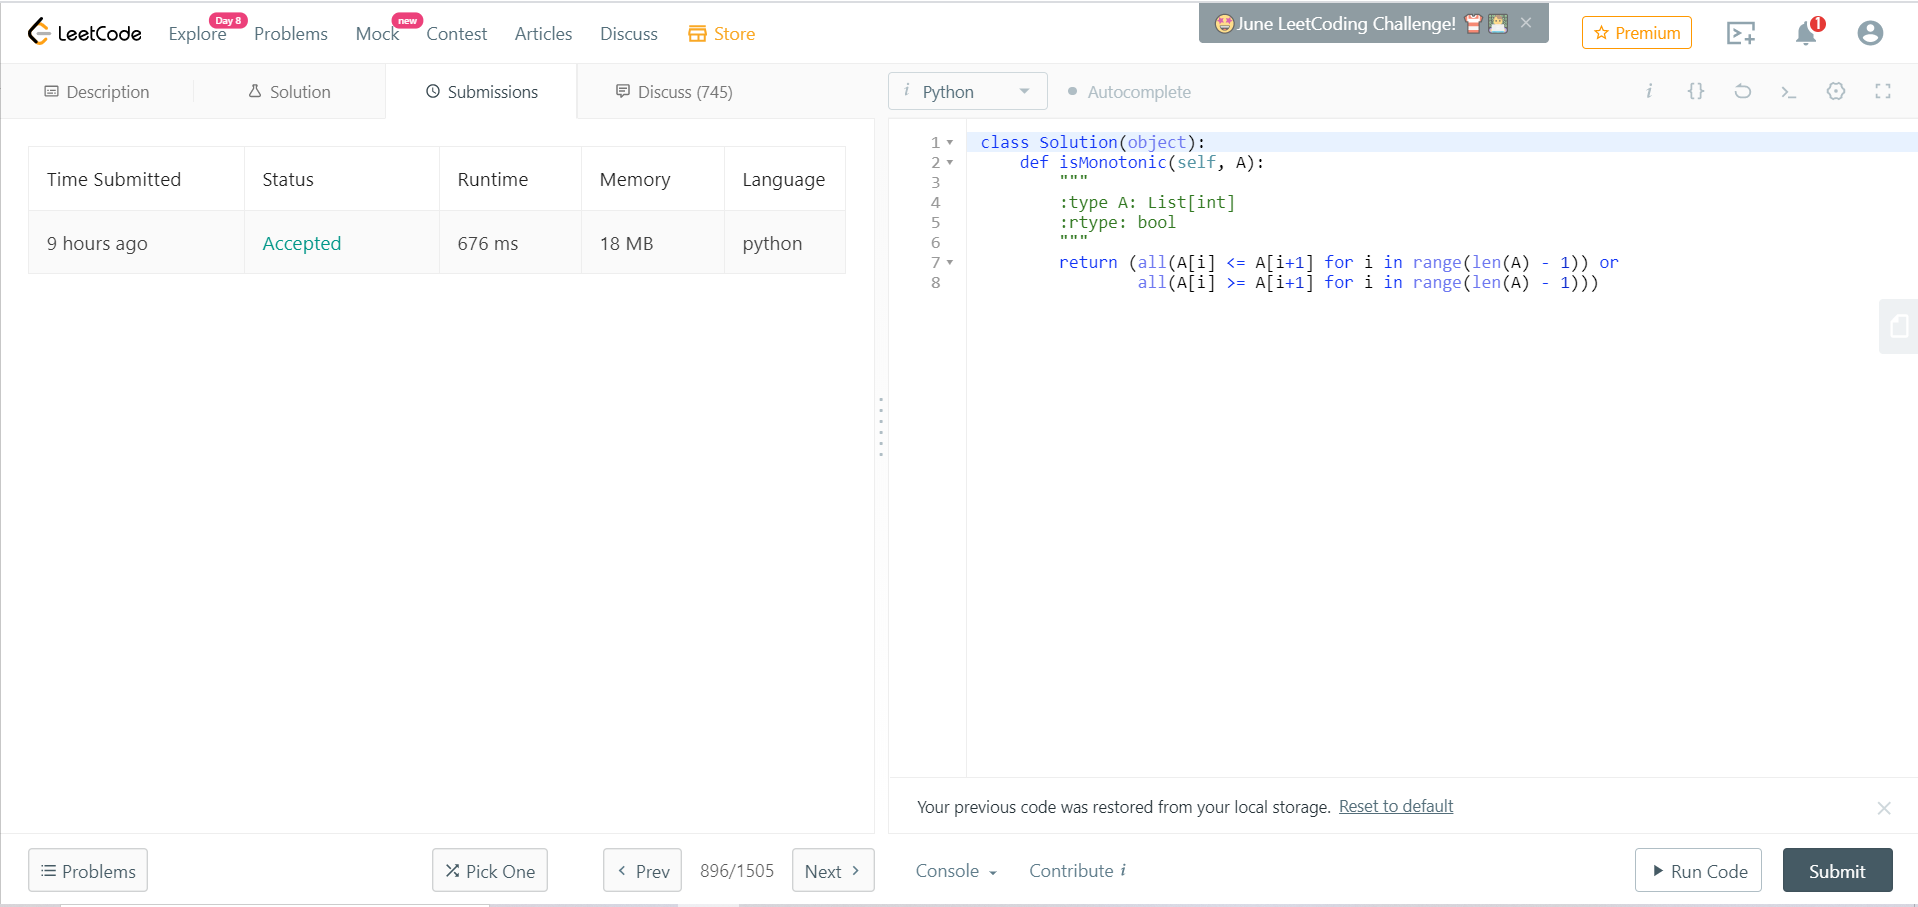 LeetCode Explore Day 8 Problems Mock new Contest Articles Discuss Store June LeetCoding Challenge! Premium 1
Description Solution Submissions Discuss (745)
Time Submitted Status Runtime Memory Language
9 hours ago Accepted 676 ms 18 MB python
i Python Autocomplete i {}
1 class Solution(object):
2 def isMonotonic(self, A):
3 """
4 :type A: List[int]
5 :rtype: bool
6 """
7 return (all(A[i] <= A[i+1] for i in range(len(A) - 1)) or
8 all(A[i] >= A[i+1] for i in range(len(A) - 1)))
Your previous code was restored from your local storage. Reset to default
Problems Pick One Prev 896/1505 Next Console Contribute i Run Code Submit